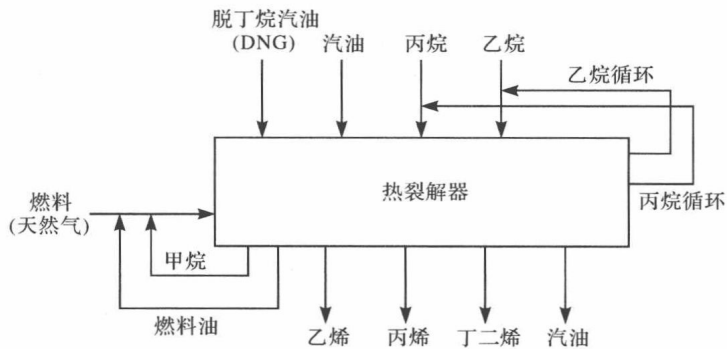 脱丁烷汽油
(DNG)
汽油
丙烷
乙烷
乙烷循环
热裂解器
丙烷循环
燃料
(天然气)
甲烷
燃料油
乙烯
丙烯
丁二烯
汽油